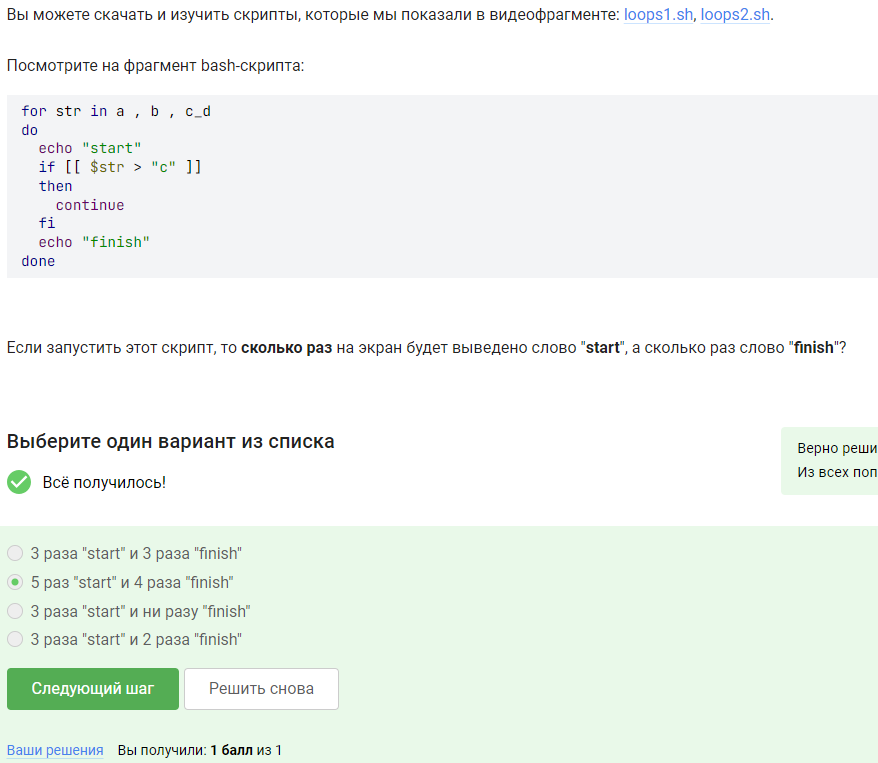 Вы можете скачать и изучить скрипты, которые мы показали в видеофрагменте: loops1.sh, loops2.sh.
Посмотрите на фрагмент bash-скрипта:
for str in a , b , c_d
do
  echo "start"
  if [[ $str > "c" ]]
  then
    continue
  fi
  echo "finish"
done
Если запустить этот скрипт, то сколько раз на экран будет выведено слово "start", а сколько раз слово "finish"?
Выберите один вариант из списка
Верно реши
Из всех поп
Всё получилось!
3 раза "start" и 3 раза "finish"
5 раз "start" и 4 раза "finish"
3 раза "start" и ни разу "finish"
3 раза "start" и 2 раза "finish"
Следующий шаг Решить снова
Ваши решения Вы получили: 1 балл из 1